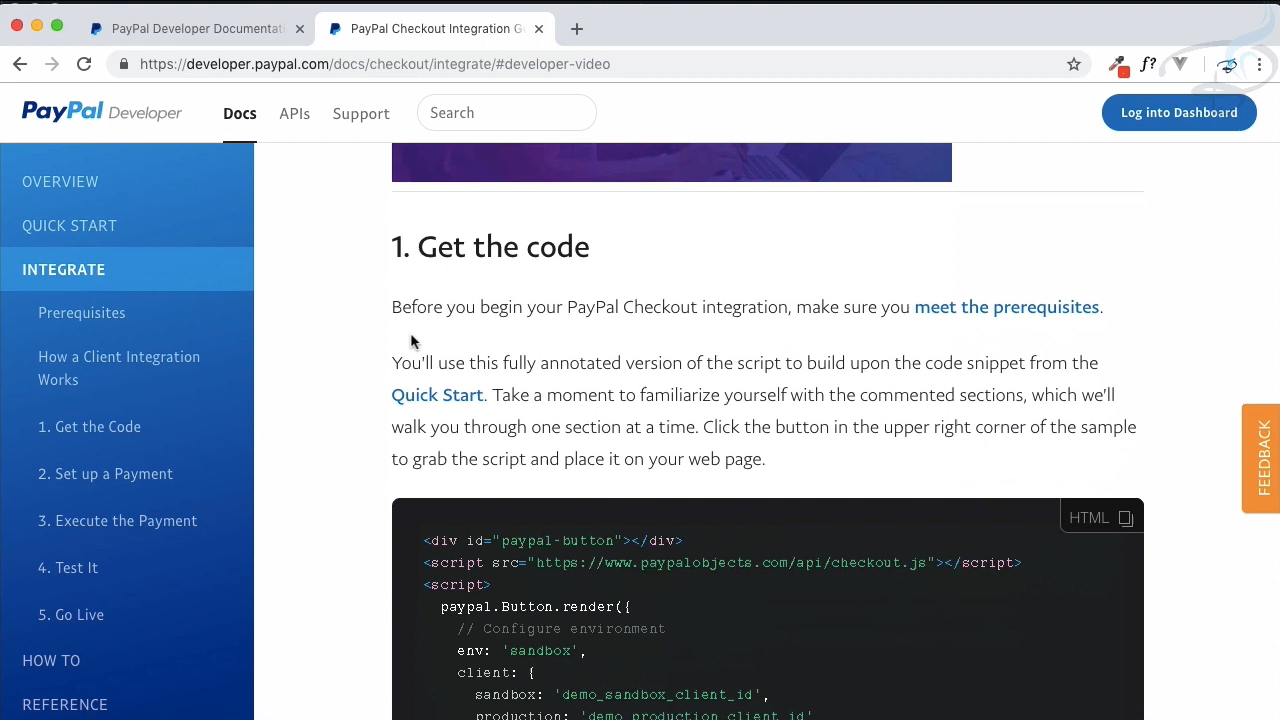 PayPal Developer Documentati
PayPal Checkout Integration G
https://developer.paypal.com/docs/checkout/integrate/#developer-video
f?
PayPal Developer
Docs
APIs
Support
Search
Log into Dashboard
OVERVIEW
QUICK START
INTEGRATE
Prerequisites
How a Client Integration
Works
1. Get the Code
2. Set up a Payment
3. Execute the Payment
4. Test It
5. Go Live
HOW TO
REFERENCE
1. Get the code
Before you begin your PayPal Checkout integration, make sure you meet the prerequisites.
You'll use this fully annotated version of the script to build upon the code snippet from the
Quick Start. Take a moment to familiarize yourself with the commented sections, which we'll
walk you through one section at a time. Click the button in the upper right corner of the sample
to grab the script and place it on your web page.
HTML
<div id="paypal-button"></div>
<script src="https://www.paypalobjects.com/api/checkout.js"></script>
<script>
paypal.Button.render({
// Configure environment
env: 'sandbox',
client: {
sandbox: 'demo_sandbox_client_id',
production: 'demo_production_client_id'
FEEDBACK